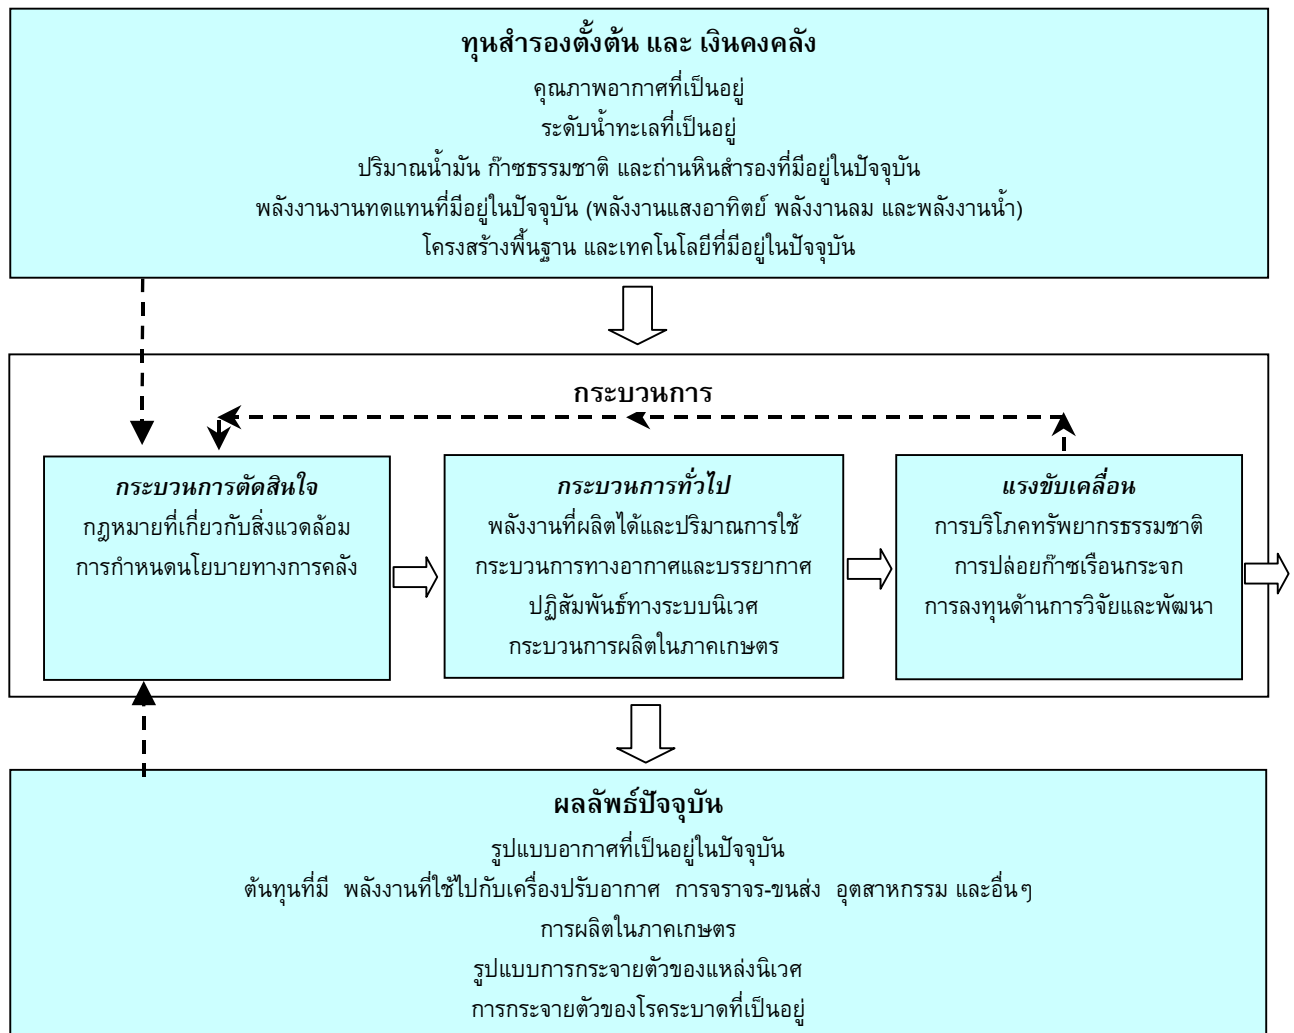 ทุนสำรองตั้งต้น และ เงินคงคลัง
คุณภาพอากาศที่เป็นอยู่
ระดับน้ำทะเลที่เป็นอยู่
ปริมาณน้ำมัน ก๊าซธรรมชาติ และถ่านหินสำรองที่มีอยู่ในปัจจุบัน
พลังงานงานทดแทนที่มีอยู่ในปัจจุบัน (พลังงานแสงอาทิตย์ พลังงานลม และพลังงานน้ำ)
โครงสร้างพื้นฐาน และเทคโนโลยีที่มีอยู่ในปัจจุบัน
กระบวนการ
กระบวนการตัดสินใจ
กฎหมายที่เกี่ยวกับสิ่งแวดล้อม
การกำหนดนโยบายทางการคลัง
กระบวนการทั่วไป
พลังงานที่ผลิตได้และปริมาณการใช้
กระบวนการทางอากาศและบรรยากาศ
ปฏิสัมพันธ์ทางระบบนิเวศ
กระบวนการผลิตในภาคเกษตร
แรงขับเคลื่อน
การบริโภคทรัพยากรธรรมชาติ
การปล่อยก๊าซเรือนกระจก
การลงทุนด้านการวิจัยและพัฒนา
ผลลัพธ์ปัจจุบัน
รูปแบบอากาศที่เป็นอยู่ในปัจจุบัน
ต้นทุนที่มี พลังงานที่ใช้ไปกับเครื่องปรับอากาศ การจราจร-ขนส่ง อุตสาหกรรม และอื่นๆ
การผลิตในภาคเกษตร
รูปแบบการกระจายตัวของแหล่งนิเวศ
การกระจายตัวของโรคระบาดที่เป็นอยู่